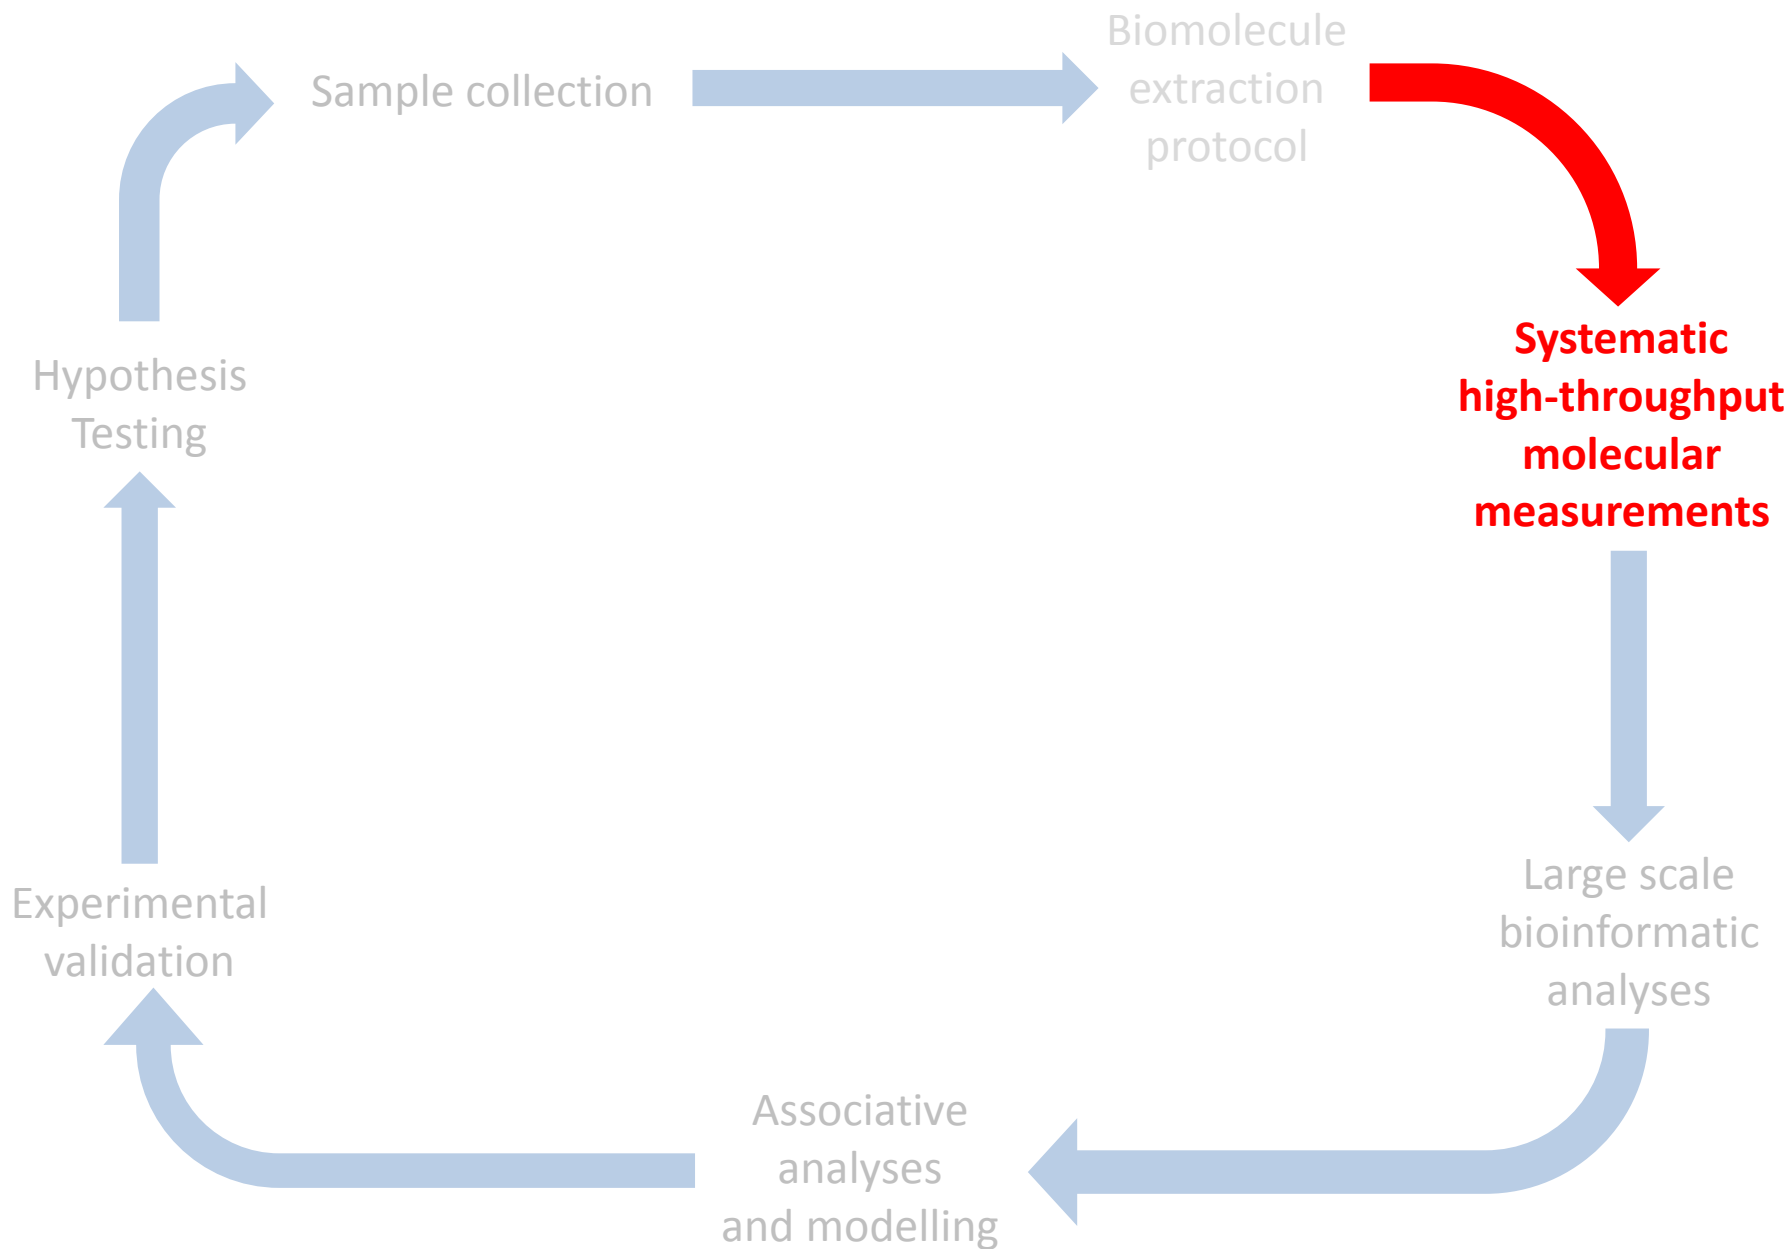 Sample collection
Biomolecule
extraction
protocol
Systematic
high-throughput
molecular
measurements
Large scale
bioinformatic
analyses
Associative
analyses
and modelling
Experimental
validation
Hypothesis
Testing